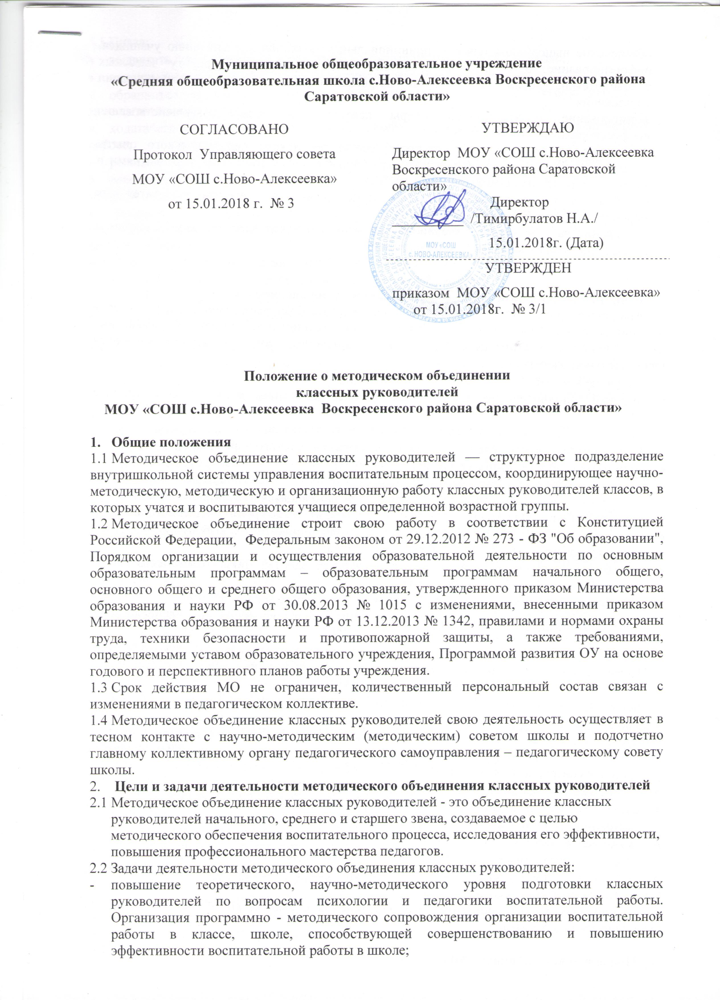 Муниципальное общеобразовательное учреждение
«Средняя общеобразовательная школа с.Ново-Алексеевка Воскресенского района
Саратовской области»
СОГЛАСОВАНО
Протокол  Управляющего совета
МОУ «СОШ с.Ново-Алексеевка»
от 15.01.2018 г.  № 3
УТВЕРЖДАЮ
Директор  МОУ «СОШ с.Ново-Алексеевка
Воскресенского района Саратовской
области»
Директор
/Тимирбулатов Н.А./
15.01.2018г. (Дата)
МОУ «СОШ
с. НОВО-АЛЕКСЕЕВКА»
УТВЕРЖДЕН
приказом  МОУ «СОШ с.Ново-Алексеевка»
от 15.01.2018г.  № 3/1
Положение о методическом объединении
классных руководителей
МОУ «СОШ с.Ново-Алексеевка  Воскресенского района Саратовской области»
1. Общие положения
1.1 Методическое объединение классных руководителей — структурное подразделение
внутришкольной системы управления воспитательным процессом, координирующее научно-
методическую, методическую и организационную работу классных руководителей классов, в
которых учатся и воспитываются учащиеся определенной возрастной группы.
1.2 Методическое объединение строит свою работу в соответствии с Конституцией
Российской Федерации,  Федеральным законом от 29.12.2012 № 273 - ФЗ "Об образовании",
Порядком организации и осуществления образовательной деятельности по основным
образовательным программам – образовательным программам начального общего,
основного общего и среднего общего образования, утвержденного приказом Министерства
образования и науки РФ от 30.08.2013 № 1015 с изменениями, внесенными приказом
Министерства образования и науки РФ от 13.12.2013 № 1342, правилами и нормами охраны
труда, техники безопасности и противопожарной защиты, а также требованиями,
определяемыми уставом образовательного учреждения, Программой развития ОУ на основе
годового и перспективного планов работы учреждения.
1.3 Срок действия МО не ограничен, количественный персональный состав связан с
изменениями в педагогическом коллективе.
1.4 Методическое объединение классных руководителей свою деятельность осуществляет в
тесном контакте с научно-методическим (методическим) советом школы и подотчетно
главному коллективному органу педагогического самоуправления – педагогическому совету
школы.
2. Цели и задачи деятельности методического объединения классных руководителей
2.1 Методическое объединение классных руководителей - это объединение классных
руководителей начального, среднего и старшего звена, создаваемое с целью
методического обеспечения воспитательного процесса, исследования его эффективности,
повышения профессионального мастерства педагогов.
2.2 Задачи деятельности методического объединения классных руководителей:
- повышение теоретического, научно-методического уровня подготовки классных
руководителей по вопросам психологии и педагогики воспитательной работы.
Организация программно - методического сопровождения организации воспитательной
работы в классе, школе, способствующей совершенствованию и повышению
эффективности воспитательной работы в школе;